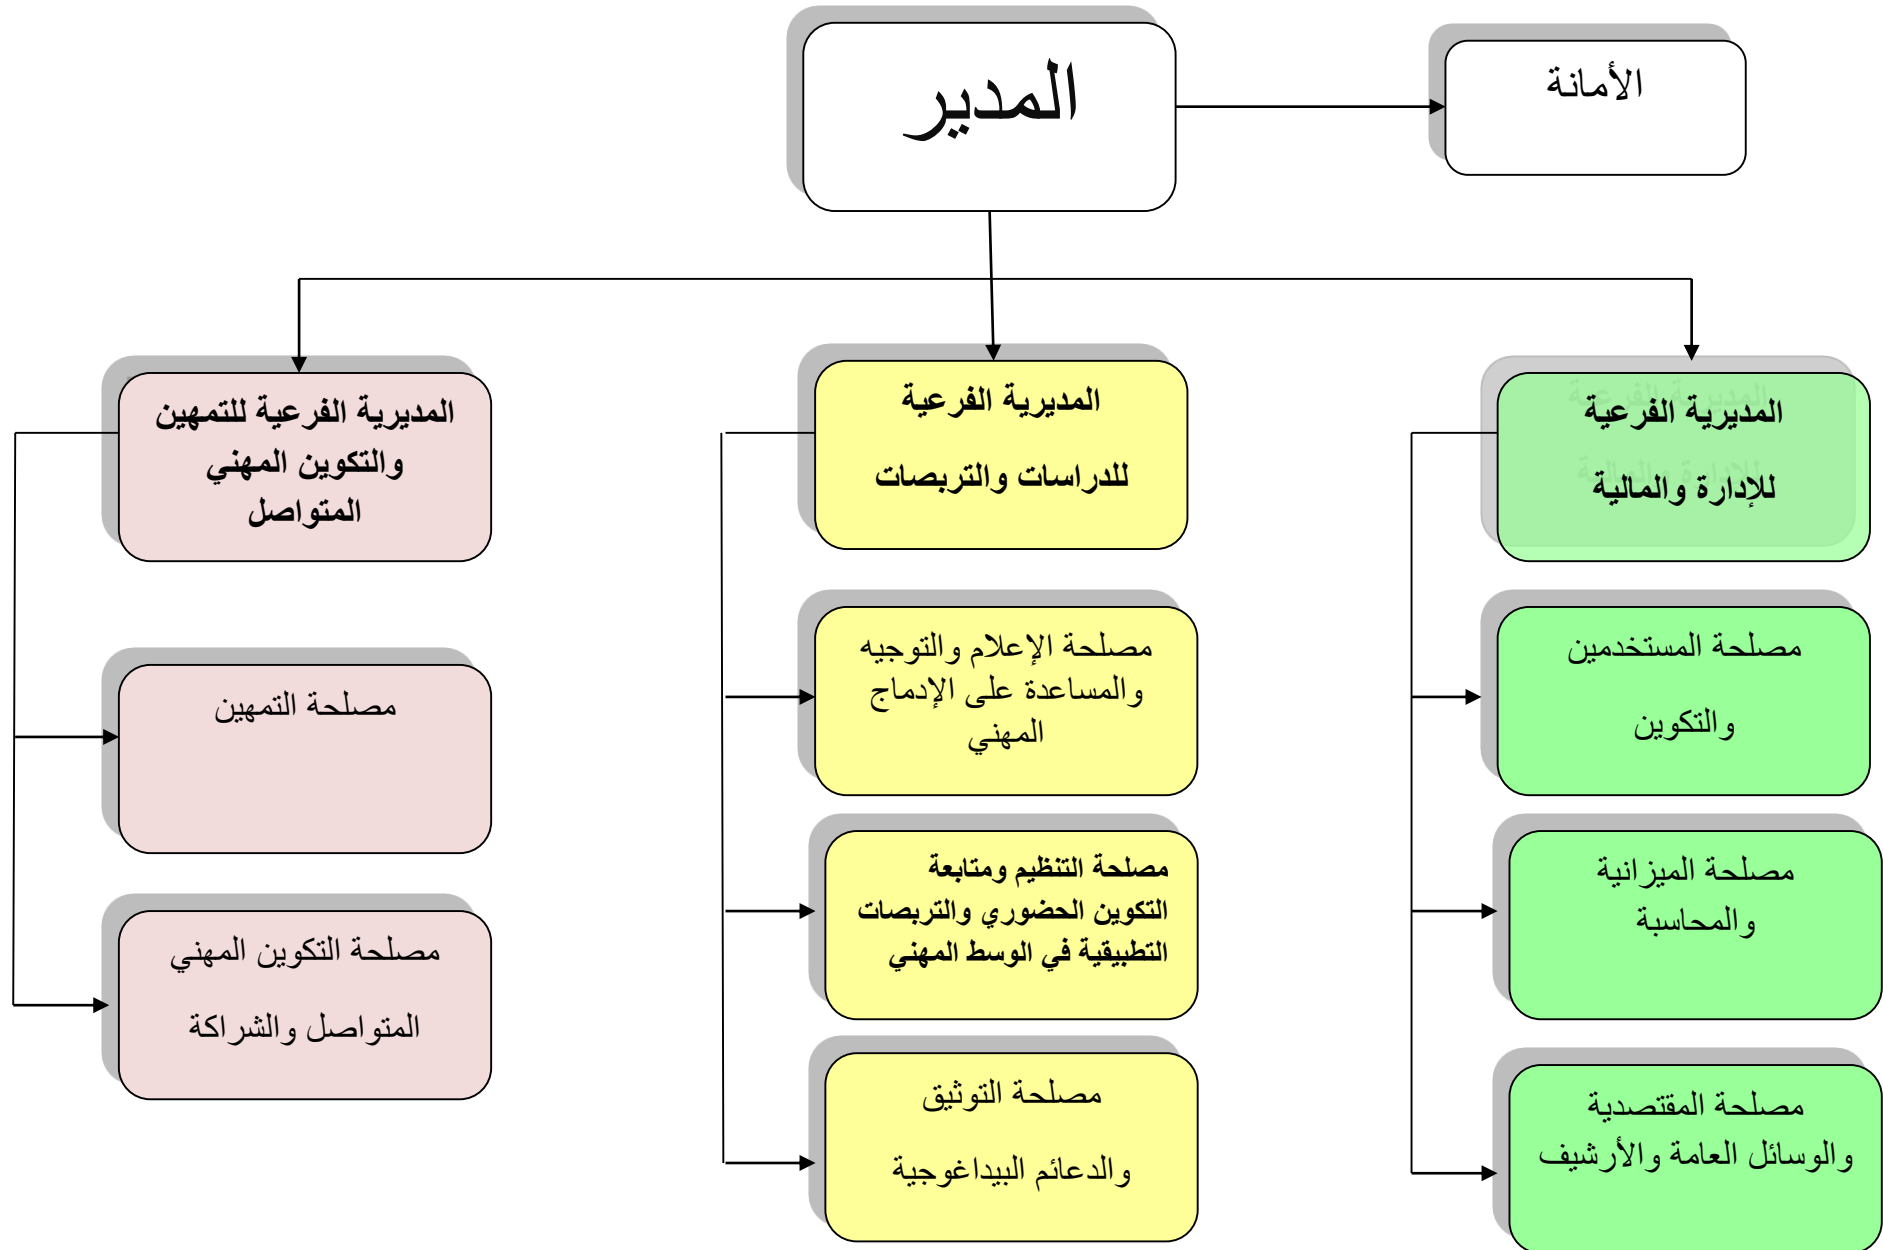 المدير
الأمانة
المديرية الفرعية
للإدارة والمالية
مصلحة المستخدمين
والتكوين
مصلحة الميزانية
والمحاسبة
مصلحة المقتصدية
والوسائل العامة والأرشيف
المديرية الفرعية
للدراسات والتربصات
مصلحة الإعلام والتوجيه
والمساعدة على الإدماج
المهني
مصلحة التنظيم ومتابعة
التكوين الحضوري والتربصات
التطبيقية في الوسط المهني
مصلحة التوثيق
والدعائم البيداغوجية
المديرية الفرعية للتمهين
والتكوين المهني
المتواصل
مصلحة التمهين
مصلحة التكوين المهني
المتواصل والشراكة